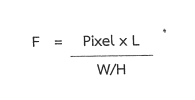 F = Pixel x L
W/H